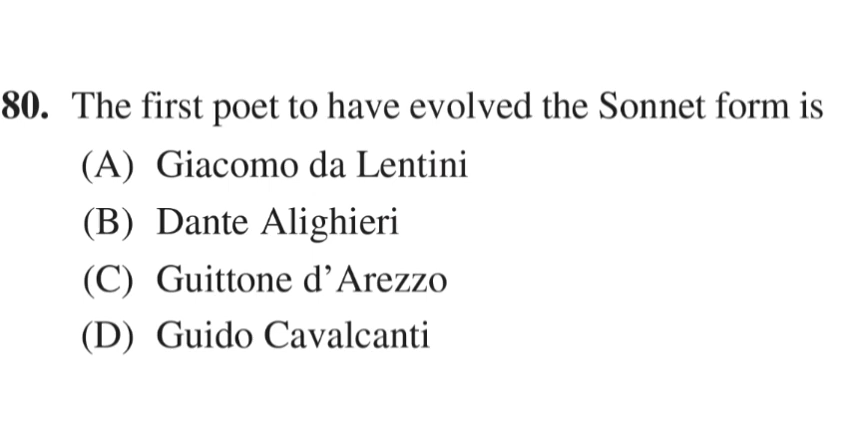 80. The first poet to have evolved the Sonnet form is
(A) Giacomo da Lentini
(B) Dante Alighieri
(C) Guittone d’Arezzo
(D) Guido Cavalcanti